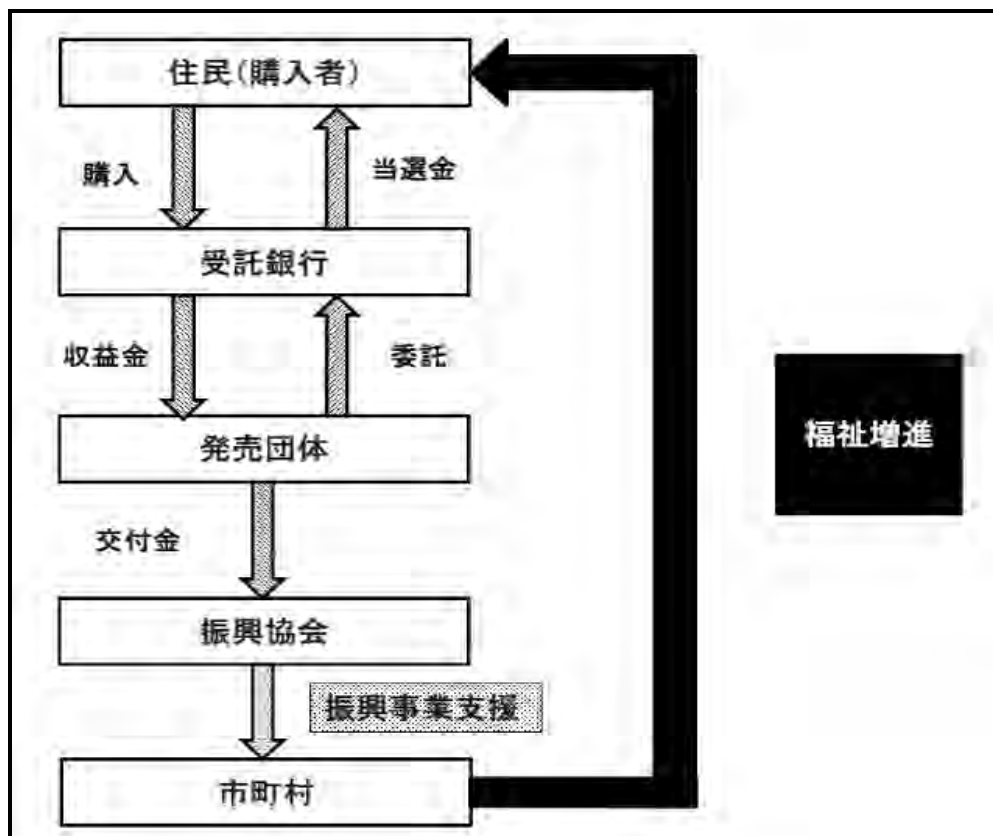 住民(購入者)
購入
当選金
受託銀行
収益金
委託
発売団体
福祉増進
交付金
振興協会
振興事業支援
市町村